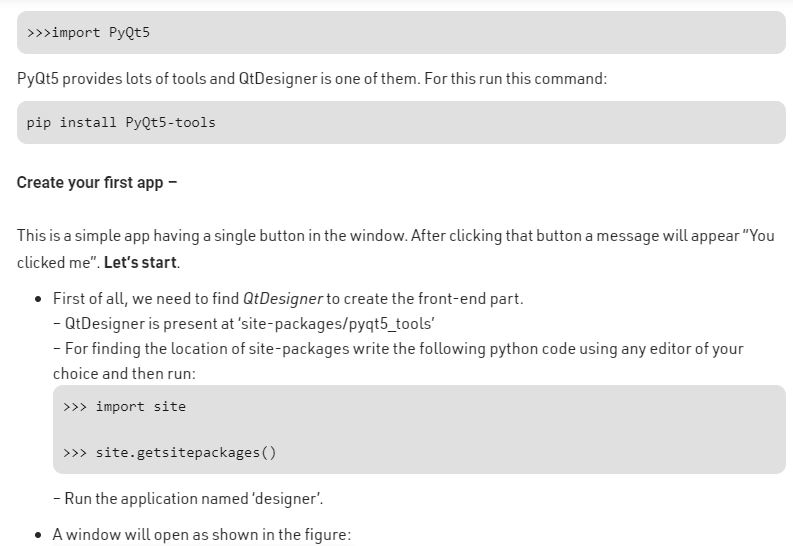 >>>import PyQt5
PyQt5 provides lots of tools and QtDesigner is one of them. For this run this command:
pip install PyQt5-tools
Create your first app –
This is a simple app having a single button in the window. After clicking that button a message will appear “You
clicked me”. Let’s start.
• First of all, we need to find QtDesigner to create the front-end part.
– QtDesigner is present at ‘site-packages/pyqt5_tools’
– For finding the location of site-packages write the following python code using any editor of your
choice and then run:
>>> import site
>>> site.getsitepackages()
– Run the application named ‘designer’.
• A window will open as shown in the figure: